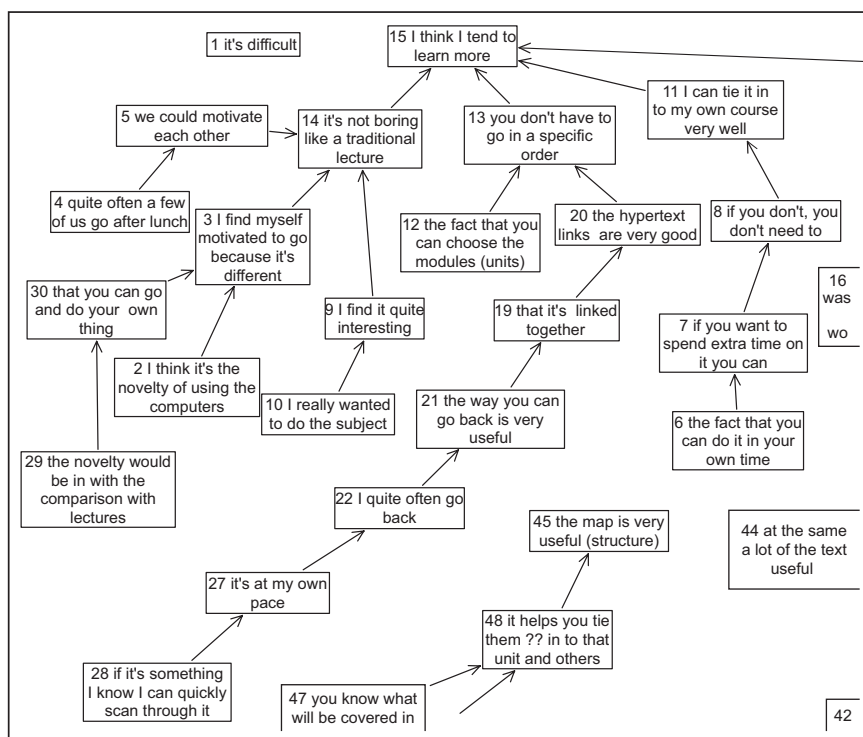 1 it's difficult
15 I think I tend to
learn more
11 I can tie it in
to my own course
very well
5 we could motivate
each other
14 it's not boring
like a traditional
lecture
13 you don't have to
go in a specific
order
4 quite often a few
of us go after lunch
3 I find myself
motivated to go
because it's
different
12 the fact that you
can choose the
modules (units)
20 the hypertext
links are very good
8 if you don't, you
don't need to
30 that you can go
and do your own
thing
9 I find it quite
interesting
19 that it's linked
together
16
was
wo
7 if you want to
spend extra time on
it you can
2 I think it's the
novelty of using the
computers
10 I really wanted
to do the subject
21 the way you can
go back is very
useful
6 the fact that you
can do it in your
own time
29 the novelty would
be in with the
comparison with
lectures
22 I quite often go
back
45 the map is very
useful (structure)
44 at the same
a lot of the text
useful
27 it's at my own
pace
48 it helps you tie
them ?? in to that
unit and others
28 if it's something
I know I can quickly
scan through it
47 you know what
will be covered in
42